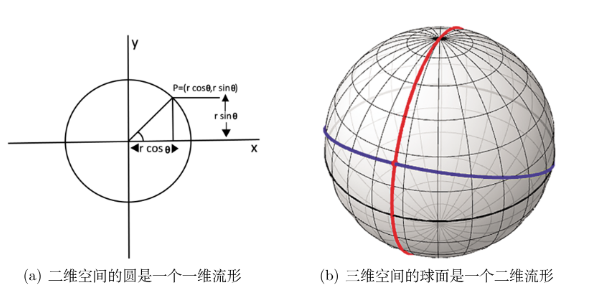 y
P=(r cosθ,r sinθ)
r sinθ
r cosθ
x
(a) 二维空间的圆是一个一维流形
(b) 三维空间的球面是一个二维流形